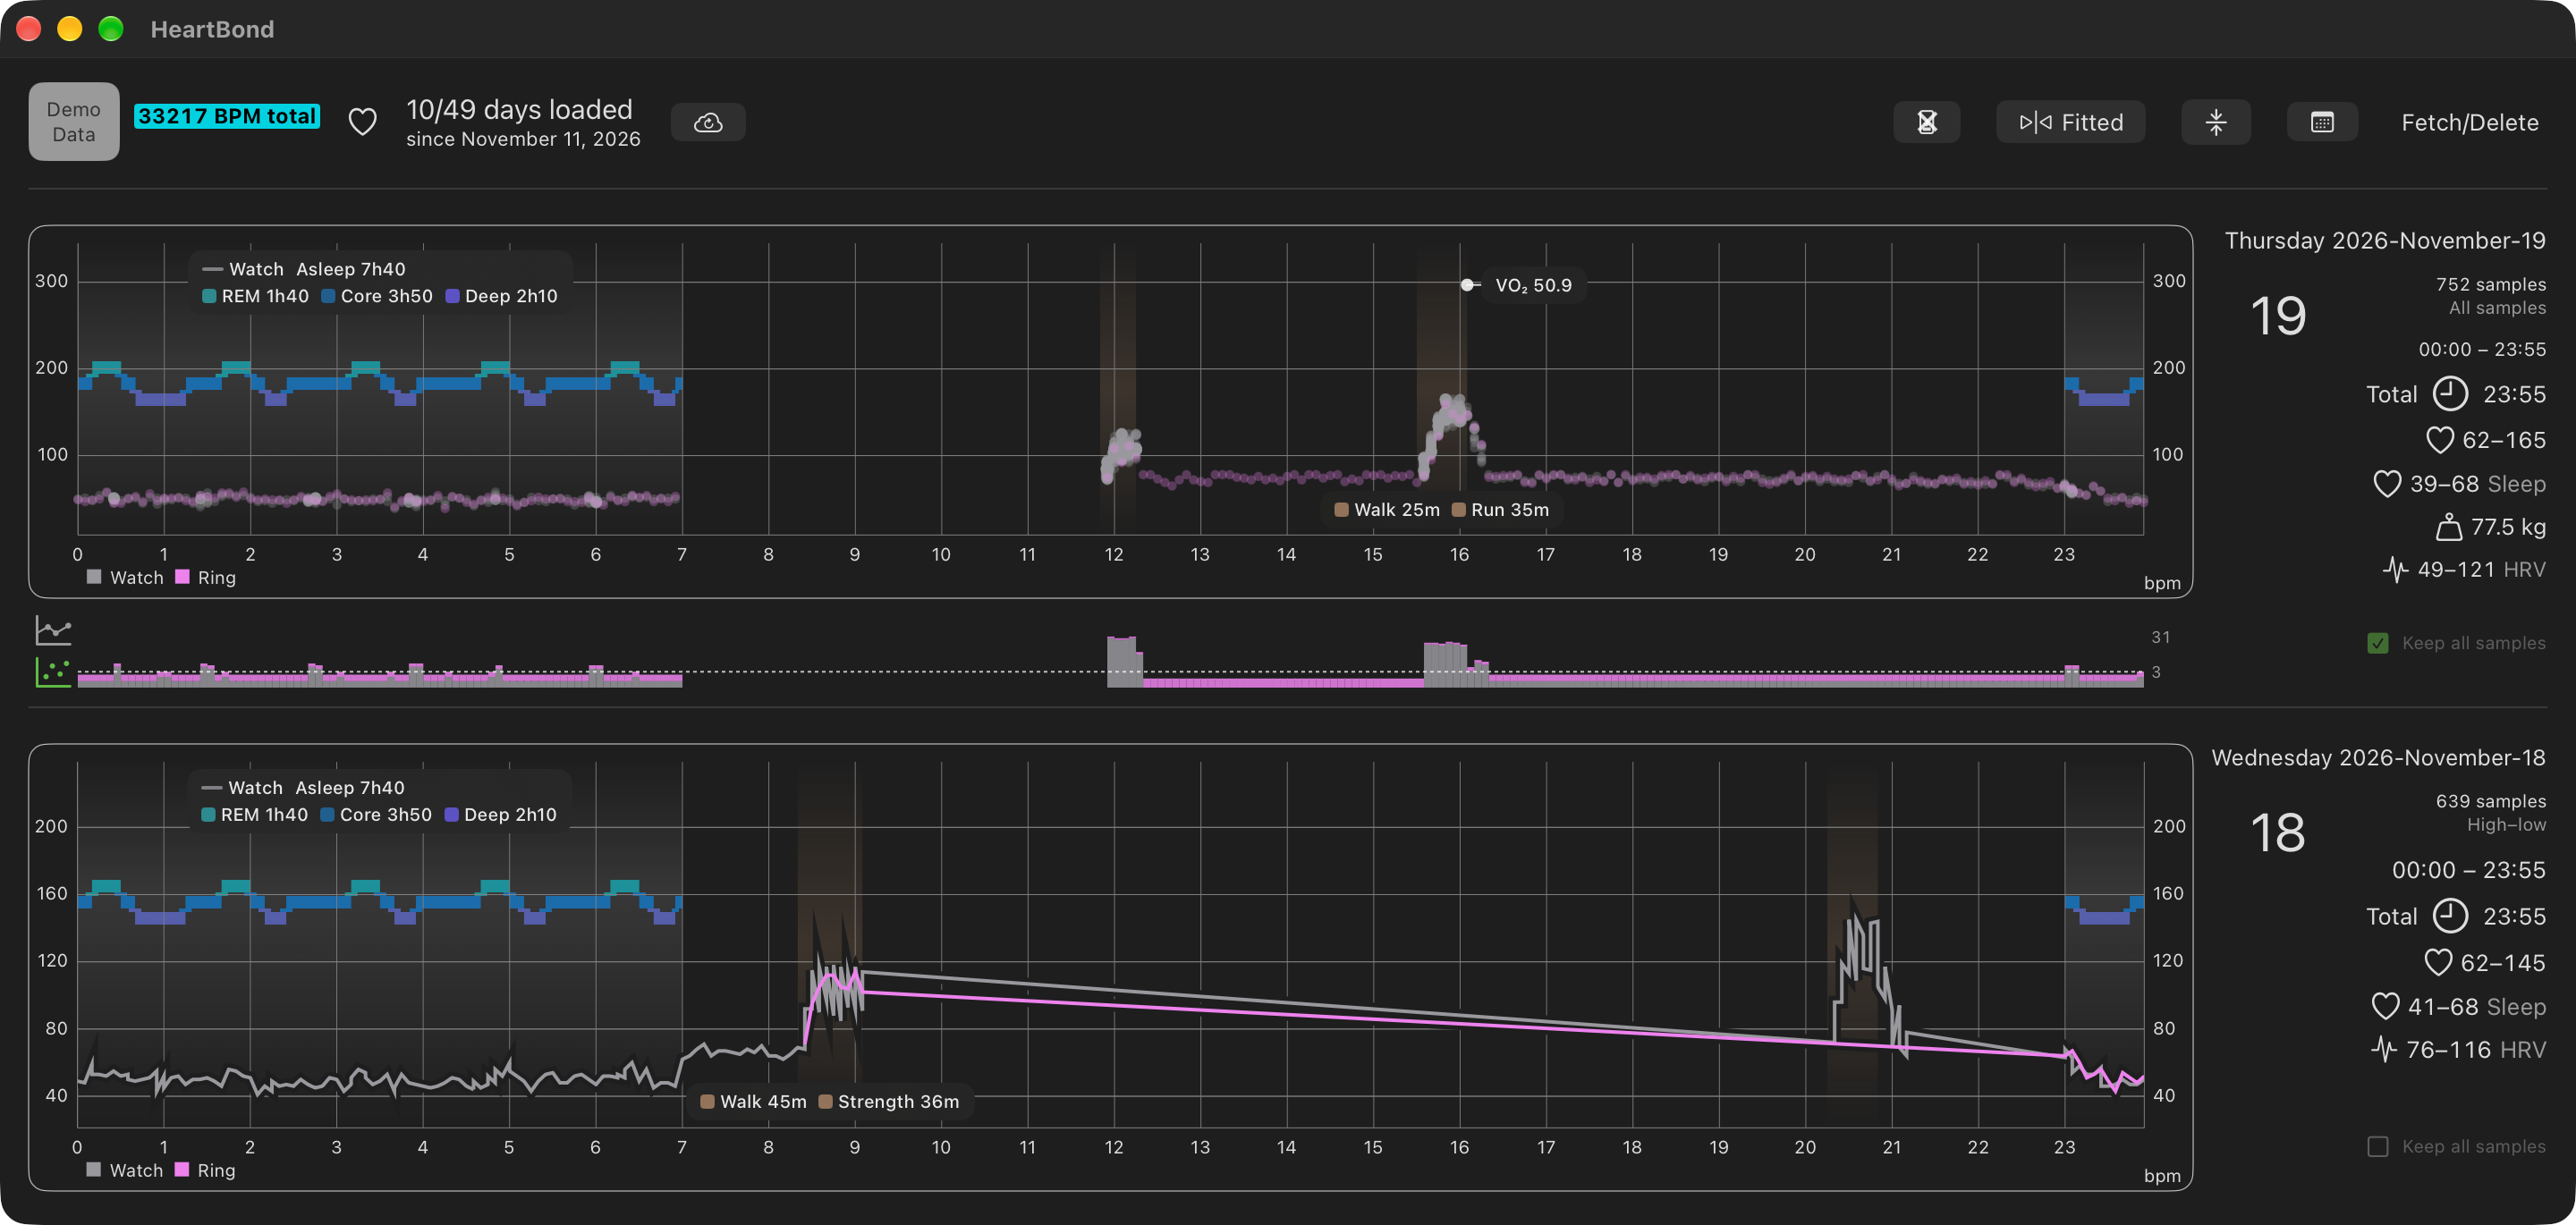 HeartBond
Demo
Data
33217 BPM total
10/49 days loaded
since November 11, 2026
Fitted
Fetch/Delete
Thursday 2026-November-19
19
752 samples
All samples
00:00 – 23:55
Total 23:55
62–165
39–68 Sleep
77.5 kg
49–121 HRV
Keep all samples
Watch Asleep 7h40
REM 1h40 Core 3h50 Deep 2h10
VO₂ 50.9
Walk 25m Run 35m
300 300
200 200
100 100
0 1 2 3 4 5 6 7 8 9 10 11 12 13 14 15 16 17 18 19 20 21 22 23
Watch Ring
bpm
31
3
Wednesday 2026-November-18
18
639 samples
High–low
00:00 – 23:55
Total 23:55
62–145
41–68 Sleep
76–116 HRV
Keep all samples
Watch Asleep 7h40
REM 1h40 Core 3h50 Deep 2h10
200 200
160 160
120 120
80 80
40 40
Walk 45m Strength 36m
0 1 2 3 4 5 6 7 8 9 10 11 12 13 14 15 16 17 18 19 20 21 22 23
Watch Ring
bpm